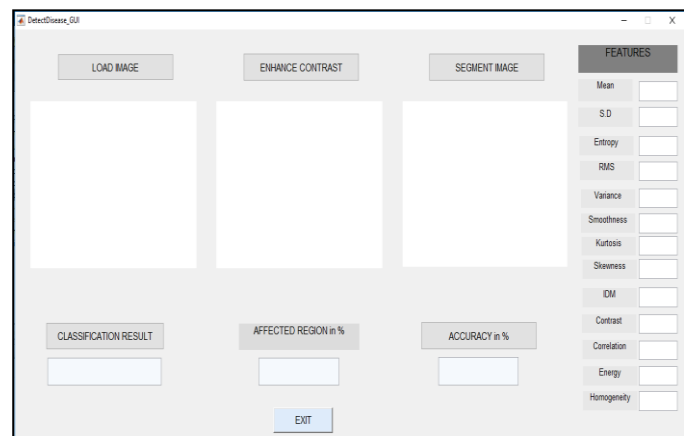 DetectDisease_GUI
LOAD IMAGE
ENHANCE CONTRAST
SEGMENT IMAGE
FEATURES
Mean
S.D
Entropy
RMS
Variance
Smoothness
Kurtosis
Skewness
IDM
Contrast
Correlation
Energy
Homogeneity
CLASSIFICATION RESULT
AFFECTED REGION in %
ACCURACY in %
EXIT